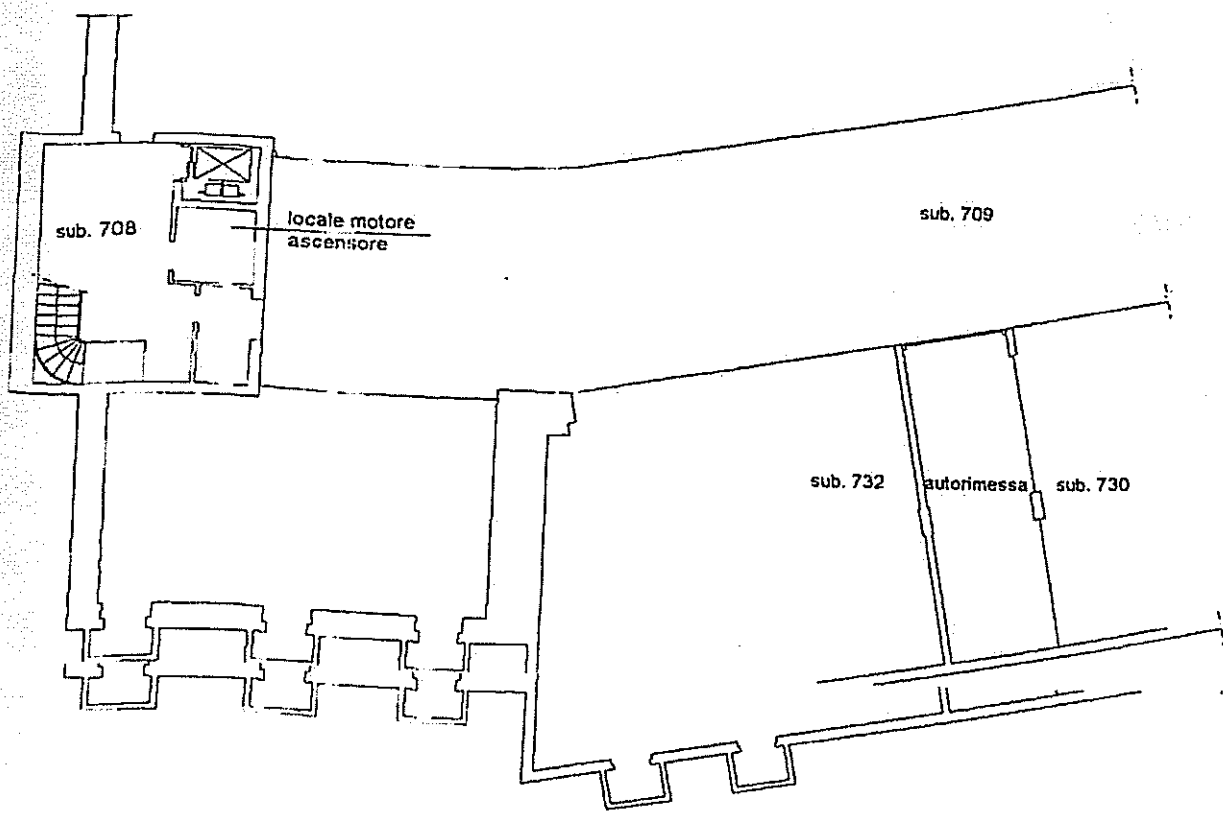 sub. 709
sub. 708
locale motore
ascensore
sub. 732
autorimessa
sub. 730